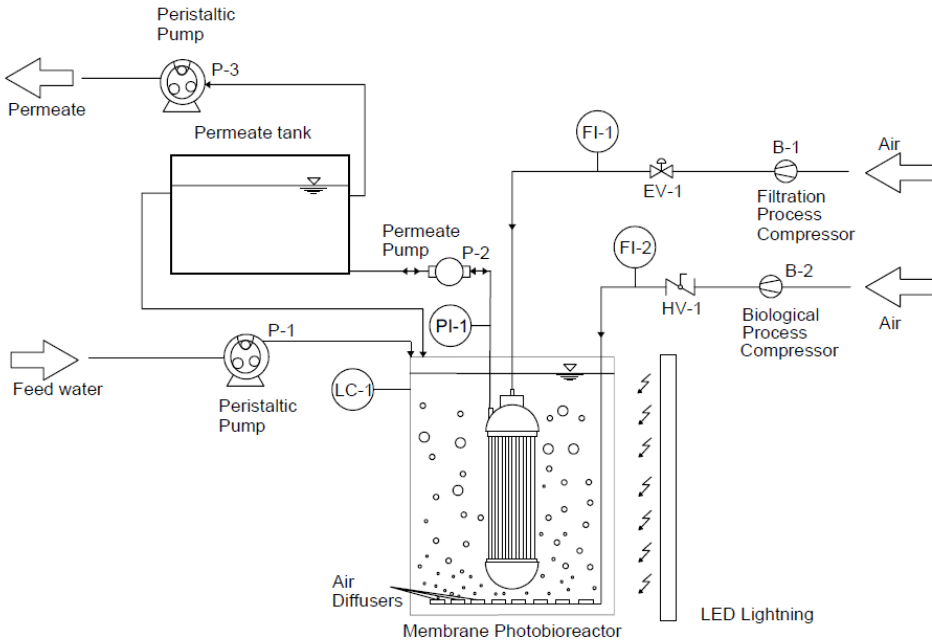 Peristaltic
Pump
P-3
Permeate
Permeate tank
FI-1
B-1
Air
EV-1
Filtration
Process
Compressor
Permeate
Pump
P-2
FI-2
B-2
HV-1
Air
Biological
Process
Compressor
PI-1
P-1
Feed water
Peristaltic
Pump
LC-1
Air
Diffusers
LED Lightning
Membrane Photobioreactor